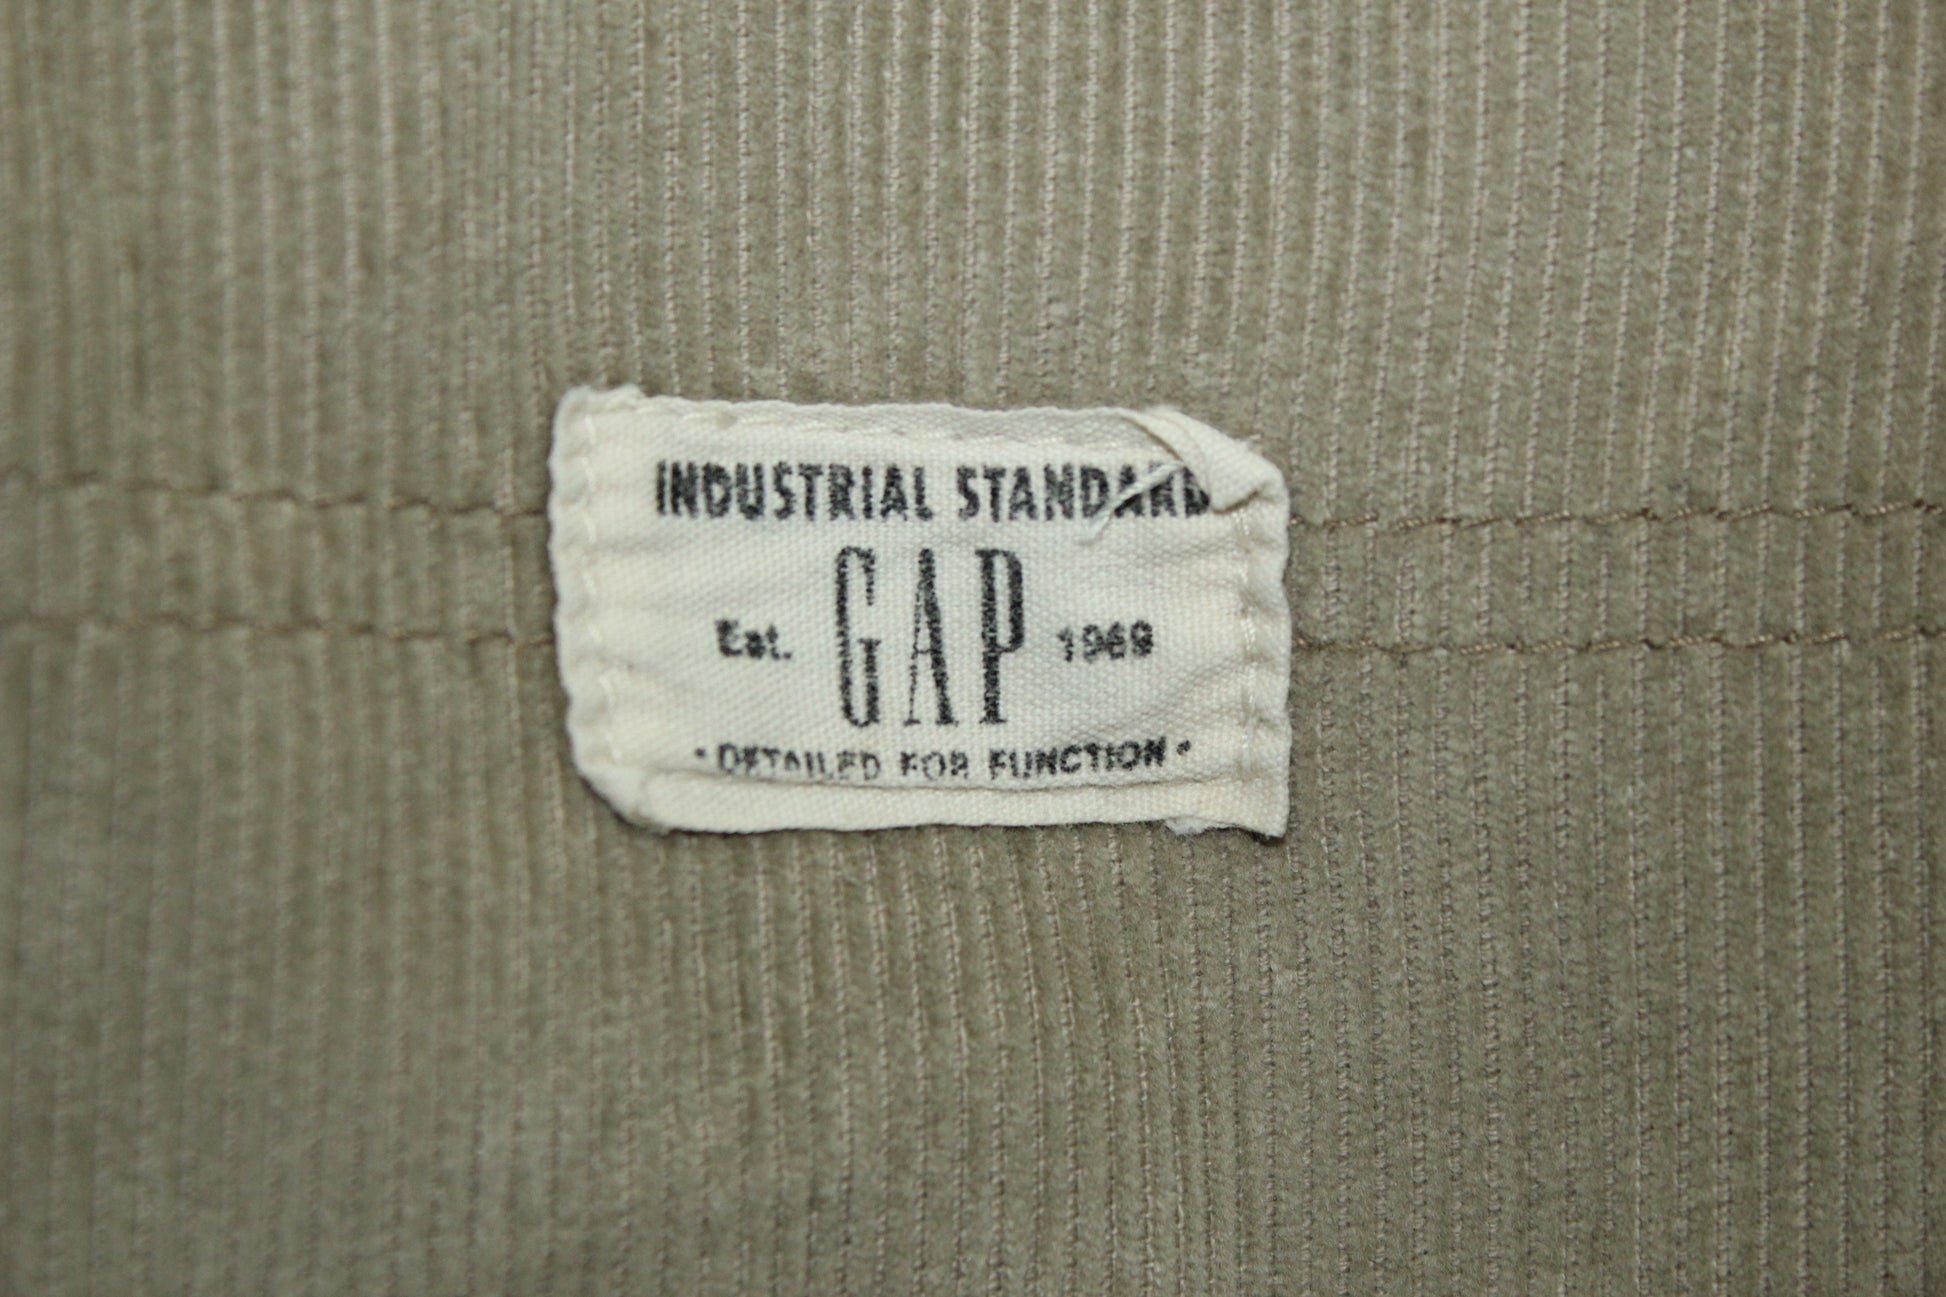 INDUSTRIAL STANDARD
Est. GAP 1969
• DETAILED FOR FUNCTION •